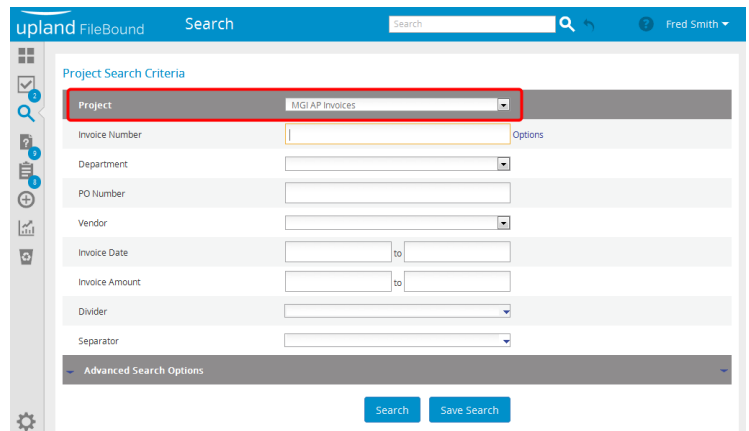 upland FileBound Search Search Fred Smith
Project Search Criteria
2
Project MGI AP Invoices
Invoice Number Options
9
Department
8
PO Number
Vendor
Invoice Date to
Invoice Amount to
Divider
Separator
Advanced Search Options
Search Save Search